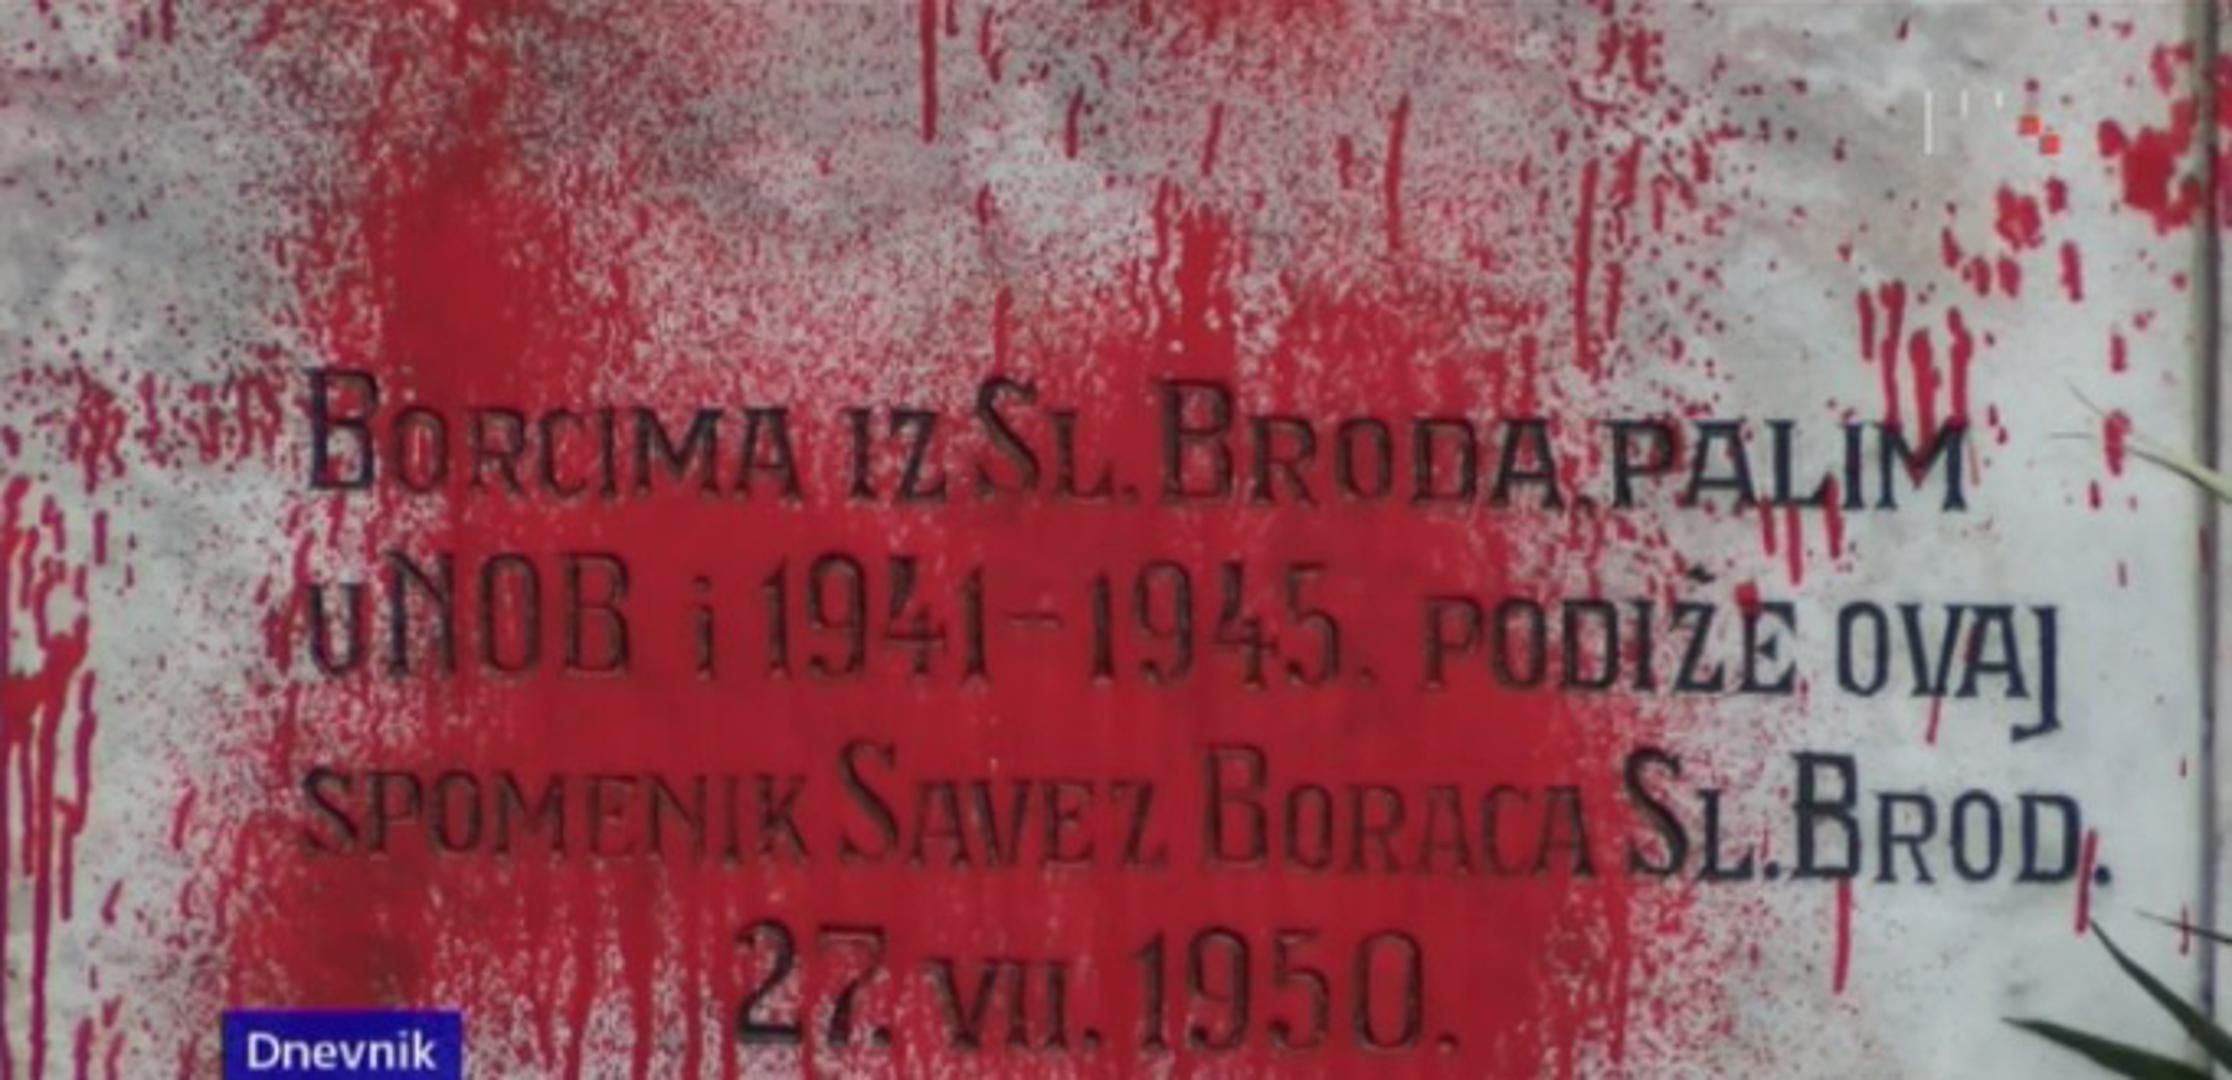 BORCIMA IZ SL. BRODA, PALIM
u NOB i 1941-1945. PODIŽE OVAJ
SPOMENIK SAVEZ BORACA SL. BROD.
27. VII. 1950.
Dnevnik